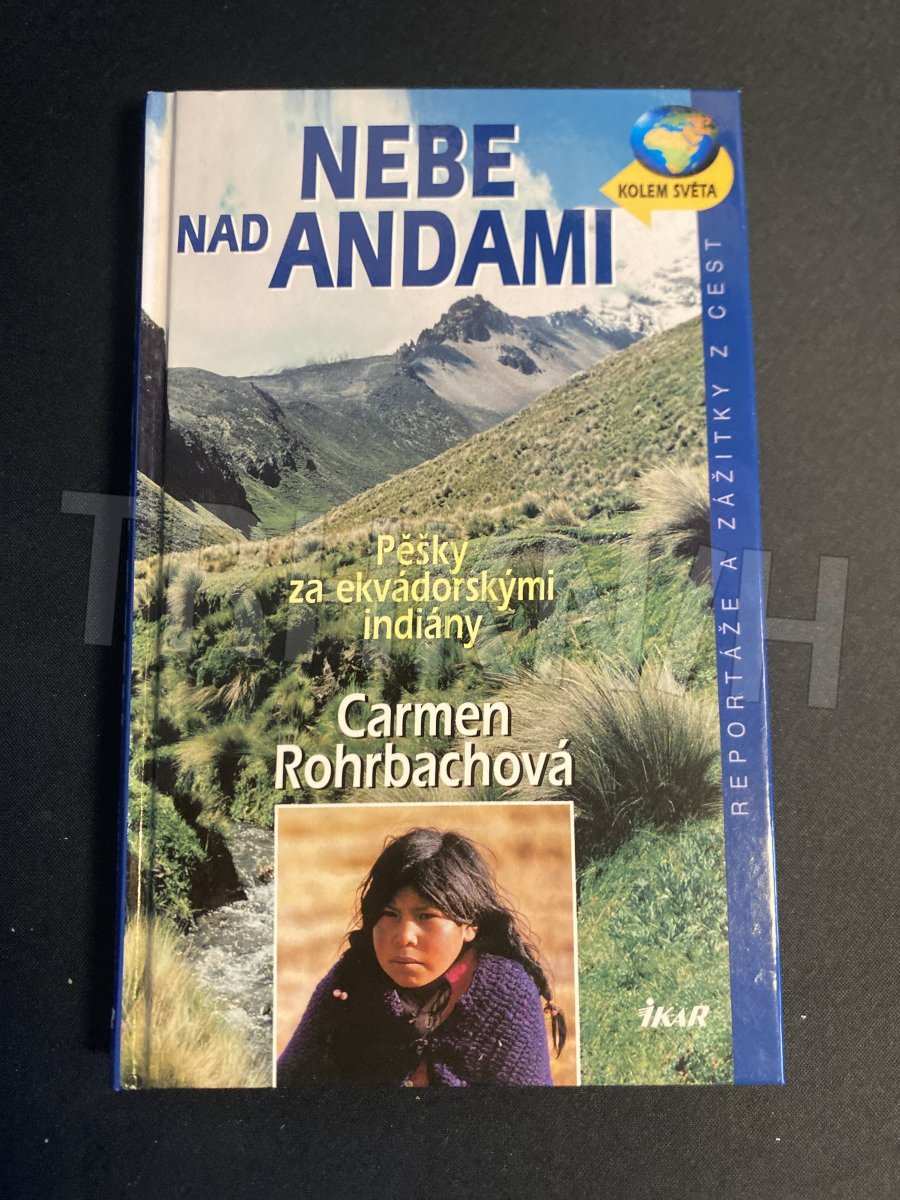 NEBE
NAD ANDAMI
KOLEM SVĚTA
REPORTÁŽE A ZÁŽITKY Z CEST
Pěšky
za ekvádorskými
indiány
Carmen
Rohrbachová
IKAR